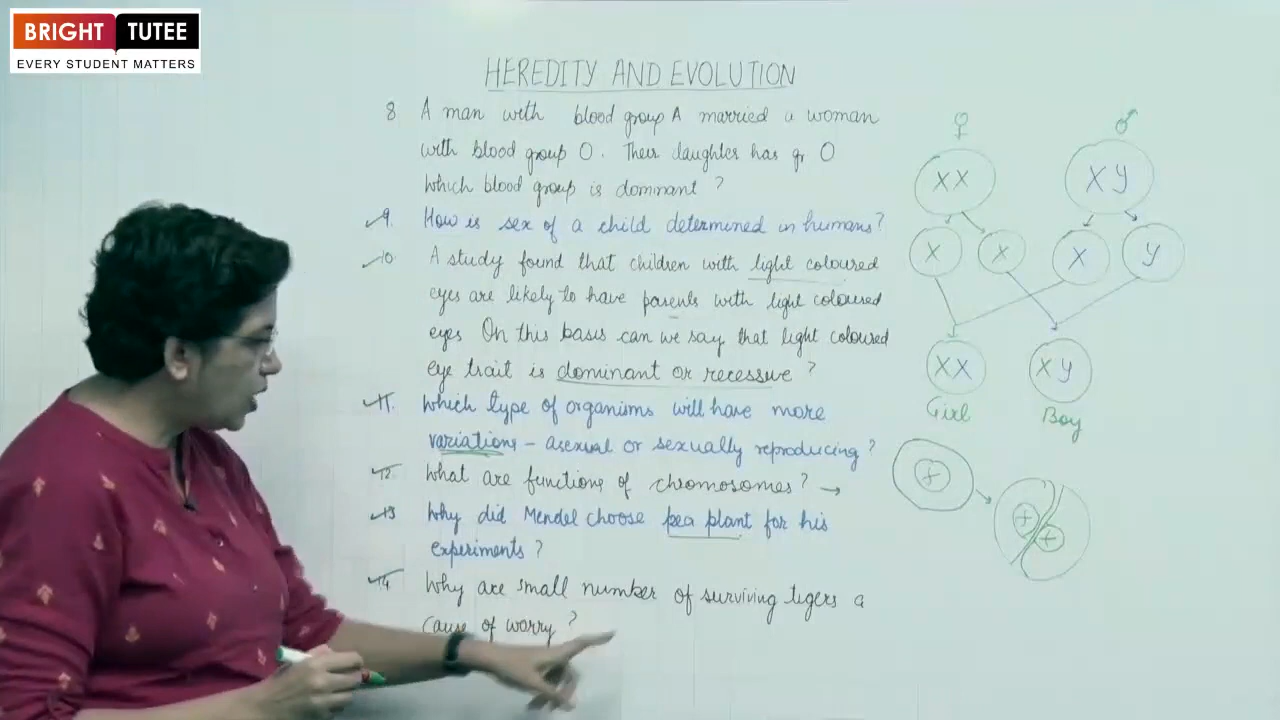 BRIGHT TUTEE
EVERY STUDENT MATTERS
HEREDITY AND EVOLUTION
8 A man with blood group A married a woman
with blood group O. Their daughter has gr O
which blood group is dominant ?
9. How is sex of a child determined in humans?
10 A study found that children with light coloured
eyes are likely to have parents with light coloured
eyes On this basis can we say that light coloured
eye trait is dominant or recessive ?
11. Which type of organisms will have more
variations - asexual or sexually reproducing ?
12. What are functions of chromosomes ? →
13 Why did Mendel choose pea plant for his
experiments ?
14 Why are small number of surviving tigers a
cause of worry ?
♀ ♂
XX XY
X X X Y
XX XY
Girl Boy